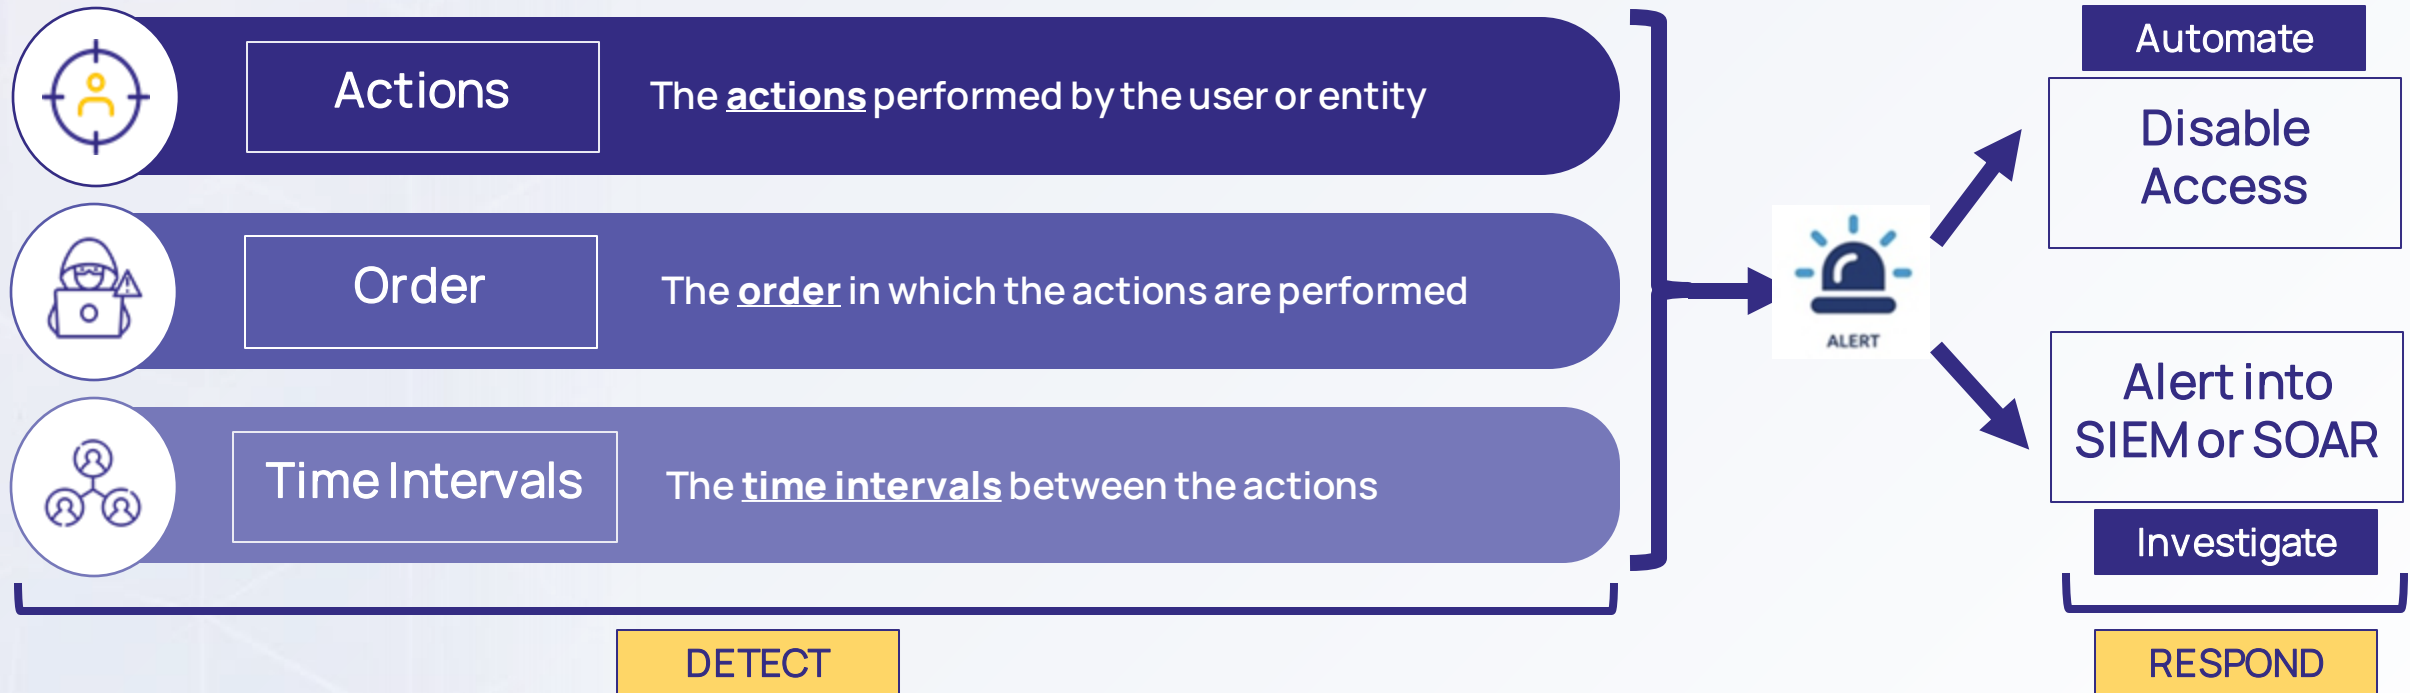 Actions
The actions performed by the user or entity
Order
The order in which the actions are performed
Time Intervals
The time intervals between the actions
DETECT
ALERT
Automate
Disable
Access
Alert into
SIEM or SOAR
Investigate
RESPOND